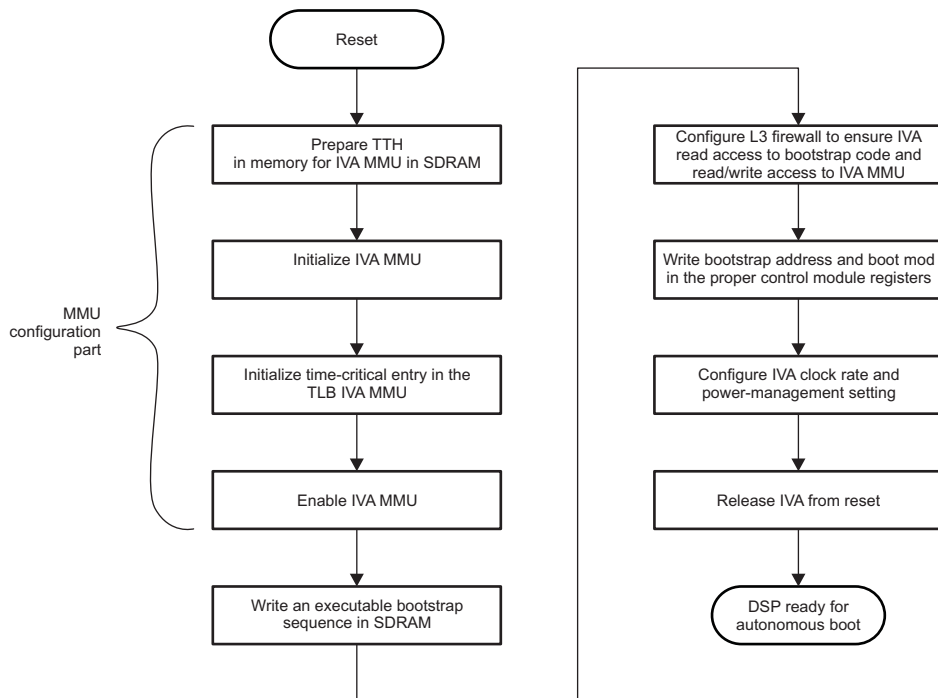 Reset
MMU
configuration
part
Prepare TTH
in memory for IVA MMU in SDRAM
Initialize IVA MMU
Initialize time-critical entry in the
TLB IVA MMU
Enable IVA MMU
Write an executable bootstrap
sequence in SDRAM
Configure L3 firewall to ensure IVA
read access to bootstrap code and
read/write access to IVA MMU
Write bootstrap address and boot mod
in the proper control module registers
Configure IVA clock rate and
power-management setting
Release IVA from reset
DSP ready for
autonomous boot